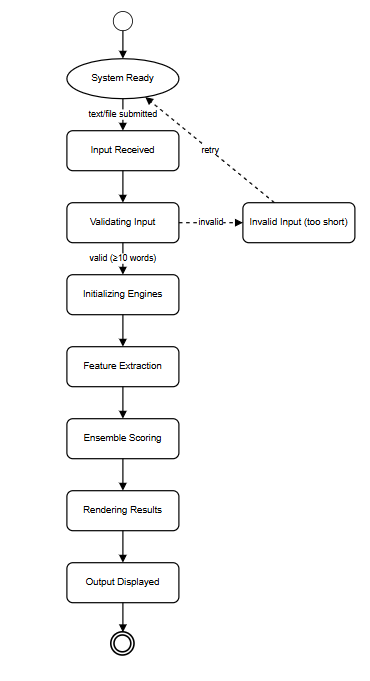 System Ready
text/file submitted
Input Received
retry
Validating Input
invalid
Invalid Input (too short)
valid (≥10 words)
Initializing Engines
Feature Extraction
Ensemble Scoring
Rendering Results
Output Displayed